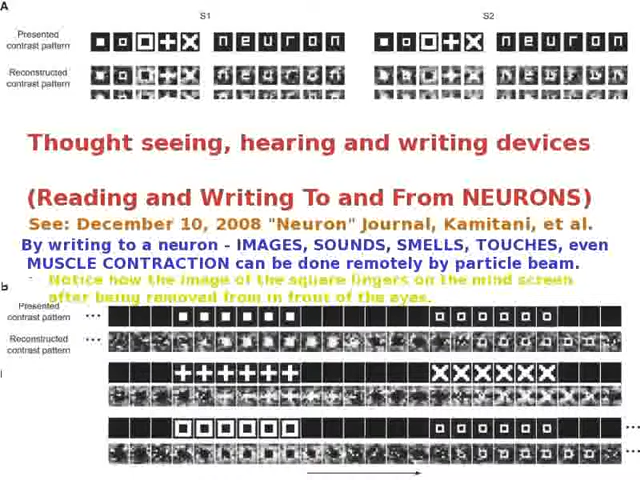 A
S1
S2
Presented
contrast pattern
neuron
neuron
Reconstructed
contrast pattern
neuron
Thought seeing, hearing and writing devices
(Reading and Writing To and From NEURONS)
See: December 10, 2008 "Neuron" Journal, Kamitani, et al.
By writing to a neuron - IMAGES, SOUNDS, SMELLS, TOUCHES, even
MUSCLE CONTRACTION can be done remotely by particle beam.
Notice how the image of the square lingers on the mind screen
after being removed from in front of the eyes.
B
Presented
contrast pattern
Reconstructed
contrast pattern